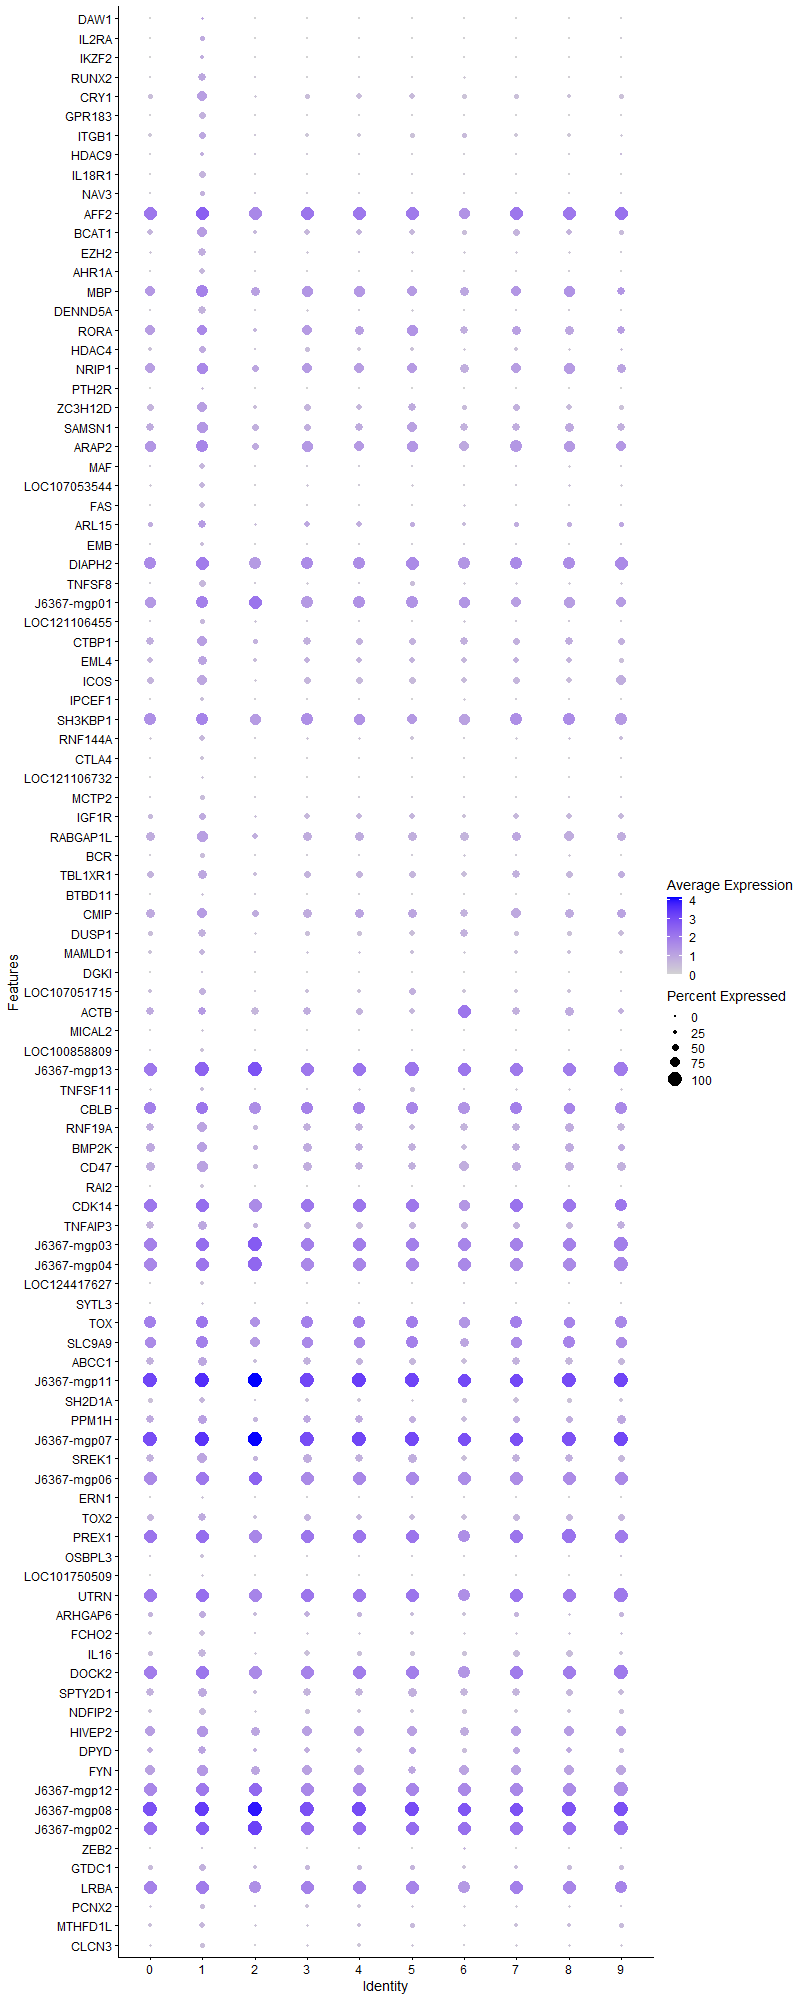 DAW1
IL2RA
IKZF2
RUNX2
CRY1
GPR183
ITGB1
HDAC9
IL18R1
NAV3
AFF2
BCAT1
EZH2
AHR1A
MBP
DENND5A
RORA
HDAC4
NRIP1
PTH2R
ZC3H12D
SAMSN1
ARAP2
MAF
LOC107053544
FAS
ARL15
EMB
DIAPH2
TNFSF8
J6367-mgp01
LOC121106455
CTBP1
EML4
ICOS
IPCEF1
SH3KBP1
RNF144A
CTLA4
LOC121106732
MCTP2
IGF1R
RABGAP1L
BCR
TBL1XR1
BTBD11
CMIP
DUSP1
MAMLD1
DGKI
LOC107051715
ACTB
MICAL2
LOC100858809
J6367-mgp13
TNFSF11
CBLB
RNF19A
BMP2K
CD47
RAI2
CDK14
TNFAIP3
J6367-mgp03
J6367-mgp04
LOC124417627
SYTL3
TOX
SLC9A9
ABCC1
J6367-mgp11
SH2D1A
PPM1H
J6367-mgp07
SREK1
J6367-mgp06
ERN1
TOX2
PREX1
OSBPL3
LOC101750509
UTRN
ARHGAP6
FCHO2
IL16
DOCK2
SPTY2D1
NDFIP2
HIVEP2
DPYD
FYN
J6367-mgp12
J6367-mgp08
J6367-mgp02
ZEB2
GTDC1
LRBA
PCNX2
MTHFD1L
CLCN3
Features
0 1 2 3 4 5 6 7 8 9
Identity
Average Expression
4
3
2
1
0
Percent Expressed
0
25
50
75
100